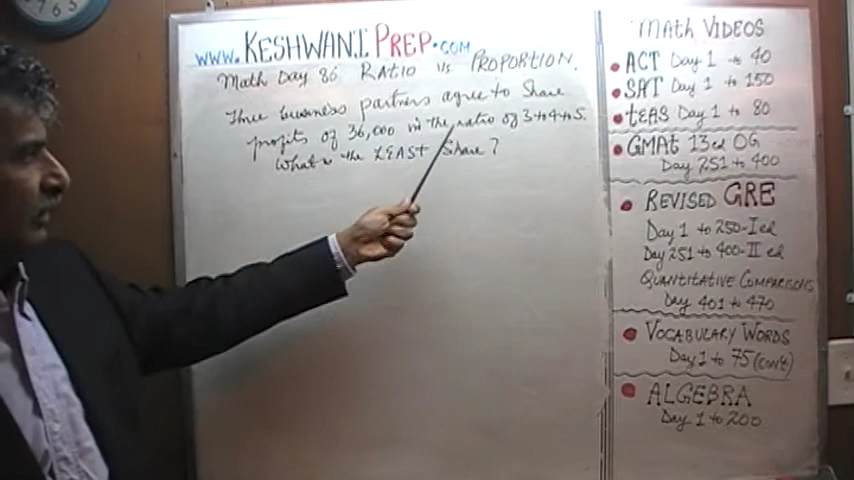 www.KESHWANI PREP.com
Math Day 86 RATIO vs PROPORTION.
Three business partners agree to share
profits of 36,000 in the ratio of 3 to 4 to 5.
What is the LEAST Share?
MATH VIDEOS
ACT Day 1 to 40
SAT Day 1 to 150
tEAS Day 1 to 80
GMAt 13ed OG
Day 251 to 400
REVISED GRE
Day 1 to 250-I ed
Day 251 to 400-II ed
QUANTITATIVE COMPARISONS
Day 401 to 470
VOCABULARY WORDS
Day 1 to 75 (con't)
ALGEBRA
Day 1 to 200